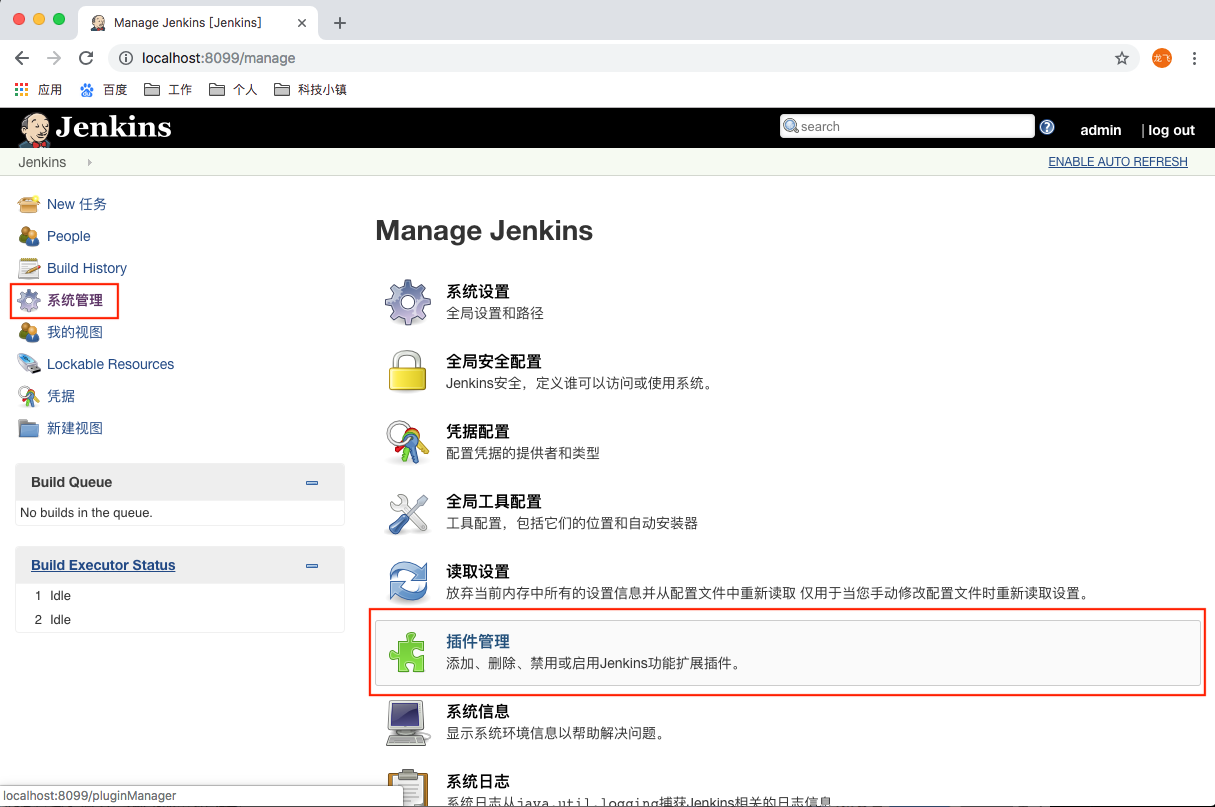 Manage Jenkins [Jenkins]
localhost:8099/manage
龙飞
应用
百度
工作
个人
科技小镇
Jenkins
search
admin
| log out
Jenkins
ENABLE AUTO REFRESH
New 任务
People
Build History
系统管理
我的视图
Lockable Resources
凭据
新建视图
Build Queue
No builds in the queue.
Build Executor Status
1 Idle
2 Idle
Manage Jenkins
系统设置
全局设置和路径
全局安全配置
Jenkins安全，定义谁可以访问或使用系统。
凭据配置
配置凭据的提供者和类型
全局工具配置
工具配置，包括它们的位置和自动安装器
读取设置
放弃当前内存中所有的设置信息并从配置文件中重新读取 仅用于当您手动修改配置文件时重新读取设置。
插件管理
添加、删除、禁用或启用Jenkins功能扩展插件。
系统信息
显示系统环境信息以帮助解决问题。
系统日志
系统日志从java.util.logging捕获Jenkins相关的日志信息
localhost:8099/pluginManager